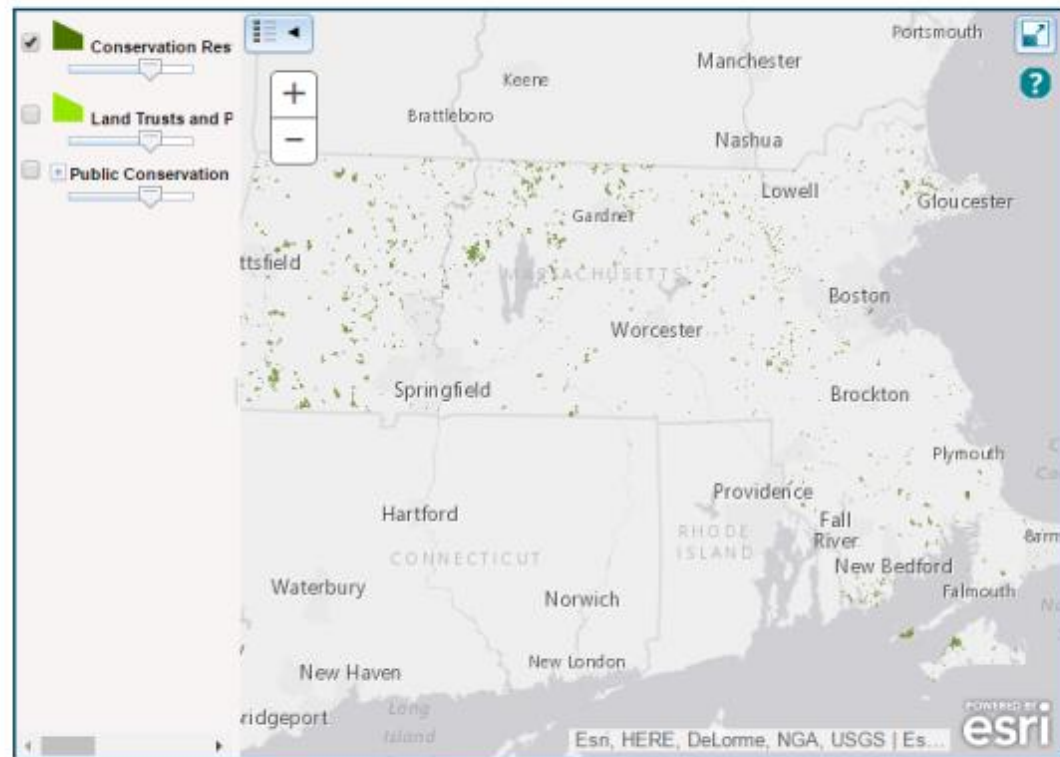 Conservation Res
Land Trusts and P
Public Conservation
Portsmouth
Manchester
Keene
Brattleboro
Nashua
Lowell
Gloucester
Gardner
ttsfield
MASSACHUSETTS
Boston
Worcester
Springfield
Brockton
Plymouth
Providence
Hartford
Fall
River
RHODE
ISLAND
CONNECTICUT
New Bedford
Waterbury
Norwich
Falmouth
New London
New Haven
ridgeport
Long
Island
Esri, HERE, DeLorme, NGA, USGS | Es...
POWERED BY
esri
+
−
?